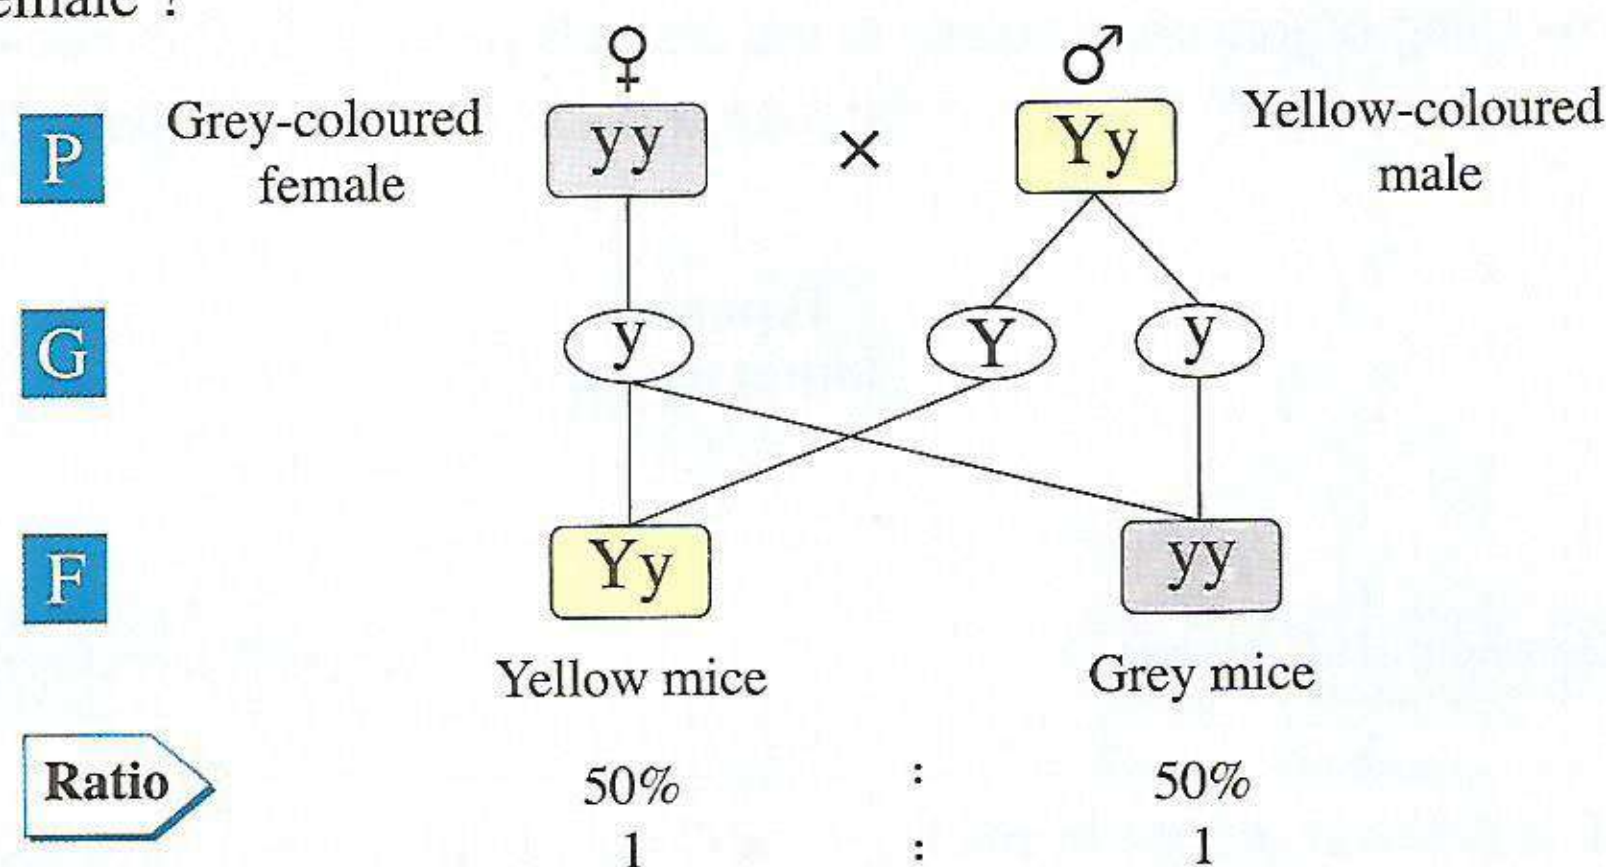 emale ?
♀ ♂
P Grey-coloured female yy × Yy Yellow-coloured male
G y Y y
F Yy yy
Yellow mice Grey mice
Ratio 50% : 50%
1 : 1